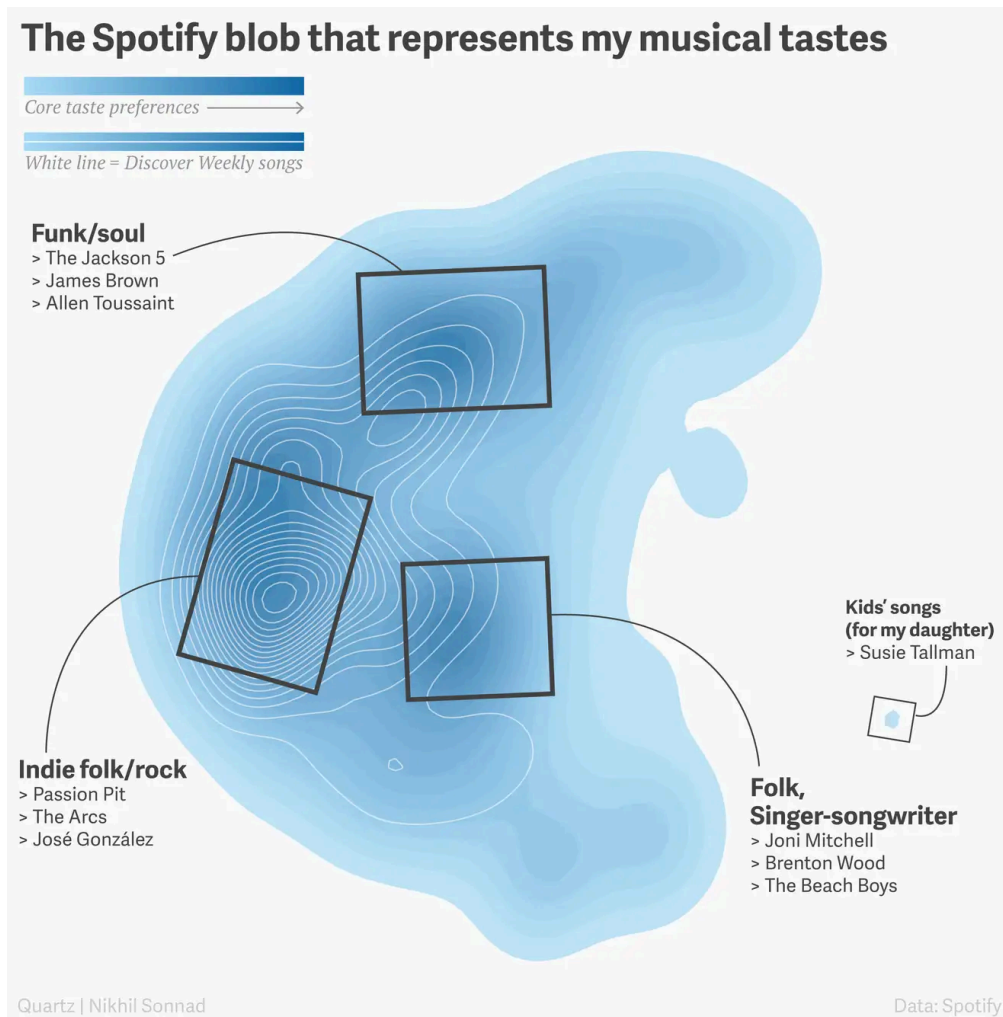 The Spotify blob that represents my musical tastes
Core taste preferences
White line = Discover Weekly songs
Funk/soul
> The Jackson 5
> James Brown
> Allen Toussaint
Kids' songs
(for my daughter)
> Susie Tallman
Indie folk/rock
> Passion Pit
> The Arcs
> José González
Folk,
Singer-songwriter
> Joni Mitchell
> Brenton Wood
> The Beach Boys
Quartz | Nikhil Sonnad
Data: Spotify